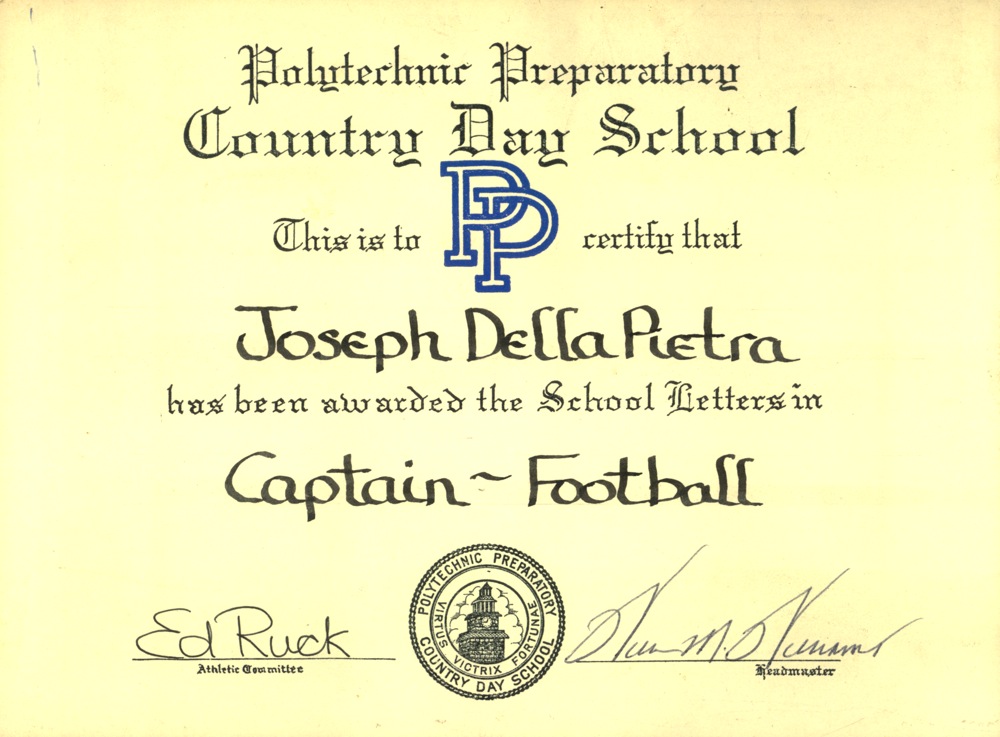 Polytechnic Preparatory
Country Day School
PP
This is to certify that
Joseph Della Pietra
has been awarded the School Letters in
Captain ~ Football
POLYTECHNIC PREPARATORY
COUNTRY DAY SCHOOL
VIRTUS VICTRIX FORTUNAE
Ed Ruck
Athletic Committee
M. Williams
Headmaster